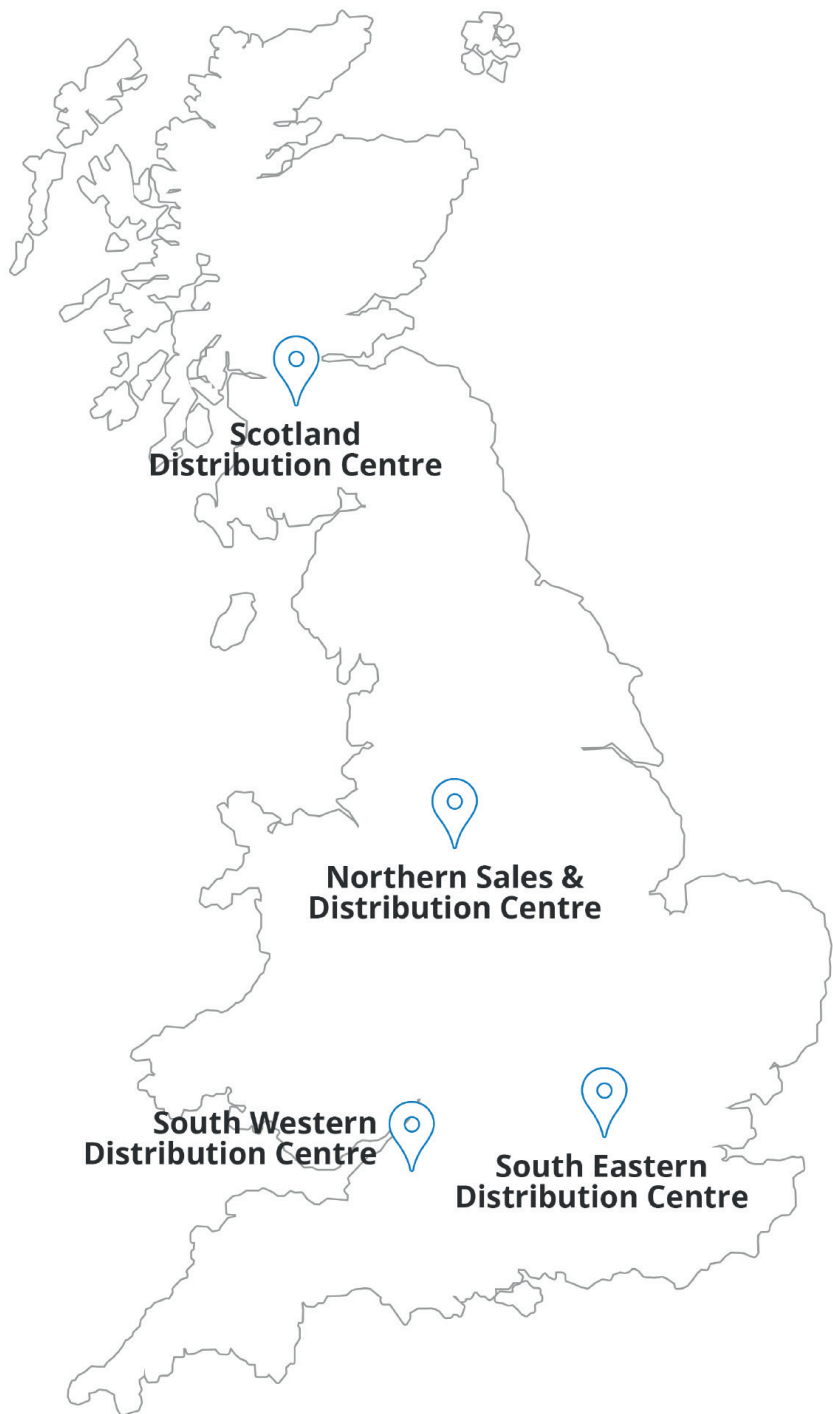 Scotland
Distribution Centre
Northern Sales &
Distribution Centre
South Western
Distribution Centre
South Eastern
Distribution Centre